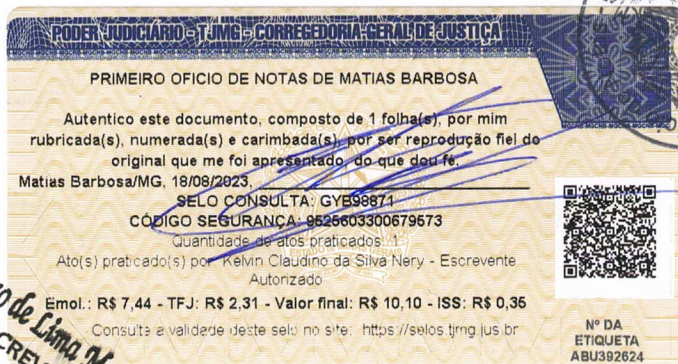 PODER JUDICIÁRIO - TJMG - CORREGEDORIA-GERAL DE JUSTIÇA
PRIMEIRO OFICIO DE NOTAS DE MATIAS BARBOSA
Autentico este documento, composto de 1 folha(s), por mim
rubricada(s), numerada(s) e carimbada(s), por ser reprodução fiel do
original que me foi apresentado, do que dou fé.
Matias Barbosa/MG, 18/08/2023,
SELO CONSULTA: GYB98871
CÓDIGO SEGURANÇA: 9525603300679573
Quantidade de atos praticados
Ato(s) praticado(s) por Kelvin Claudino da Silva Nery - Escrevente
Autorizado
Emol.: R$ 7,44 - TFJ: R$ 2,31 - Valor final: R$ 10,10 - ISS: R$ 0,35
Consulte a validade deste selo no site: https://selos.tjmg.jus.br
Nº DA
ETIQUETA
ABU392624
de Lima